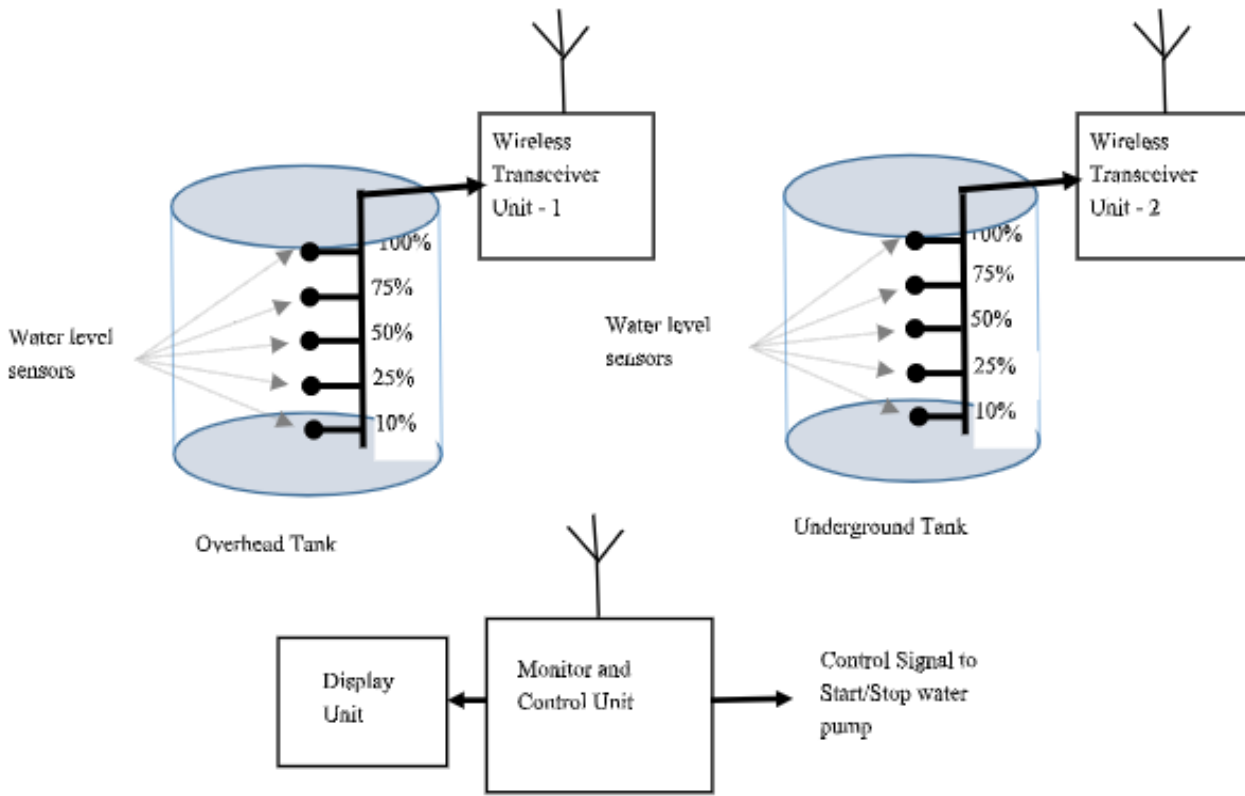 Wireless
Transceiver
Unit - 1
100%
75%
50%
25%
10%
Water level
sensors
Overhead Tank
Wireless
Transceiver
Unit - 2
100%
75%
50%
25%
10%
Water level
sensors
Underground Tank
Display
Unit
Monitor and
Control Unit
Control Signal to
Start/Stop water
pump